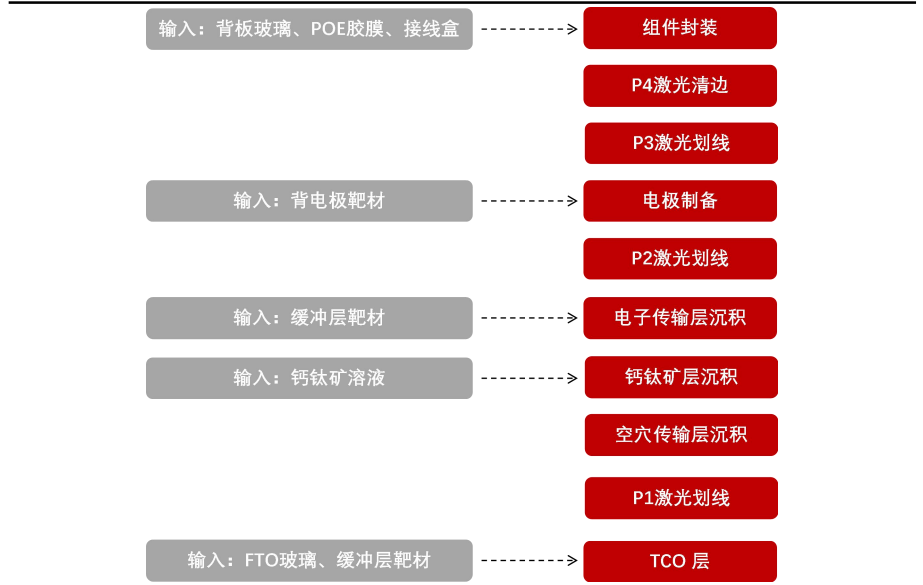 输入：背板玻璃、POE胶膜、接线盒
组件封装
P4激光清边
P3激光划线
输入：背电极靶材
电极制备
P2激光划线
输入：缓冲层靶材
电子传输层沉积
输入：钙钛矿溶液
钙钛矿层沉积
空穴传输层沉积
P1激光划线
输入：FTO玻璃、缓冲层靶材
TCO 层